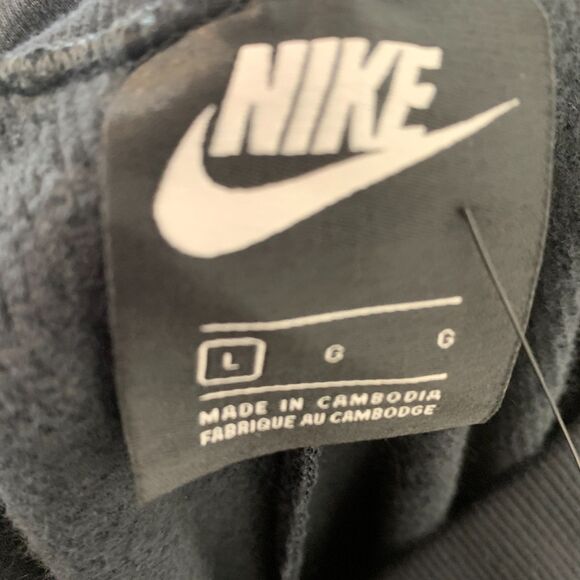 NIKE
L G G
MADE IN CAMBODIA
FABRIQUE AU CAMBODGE